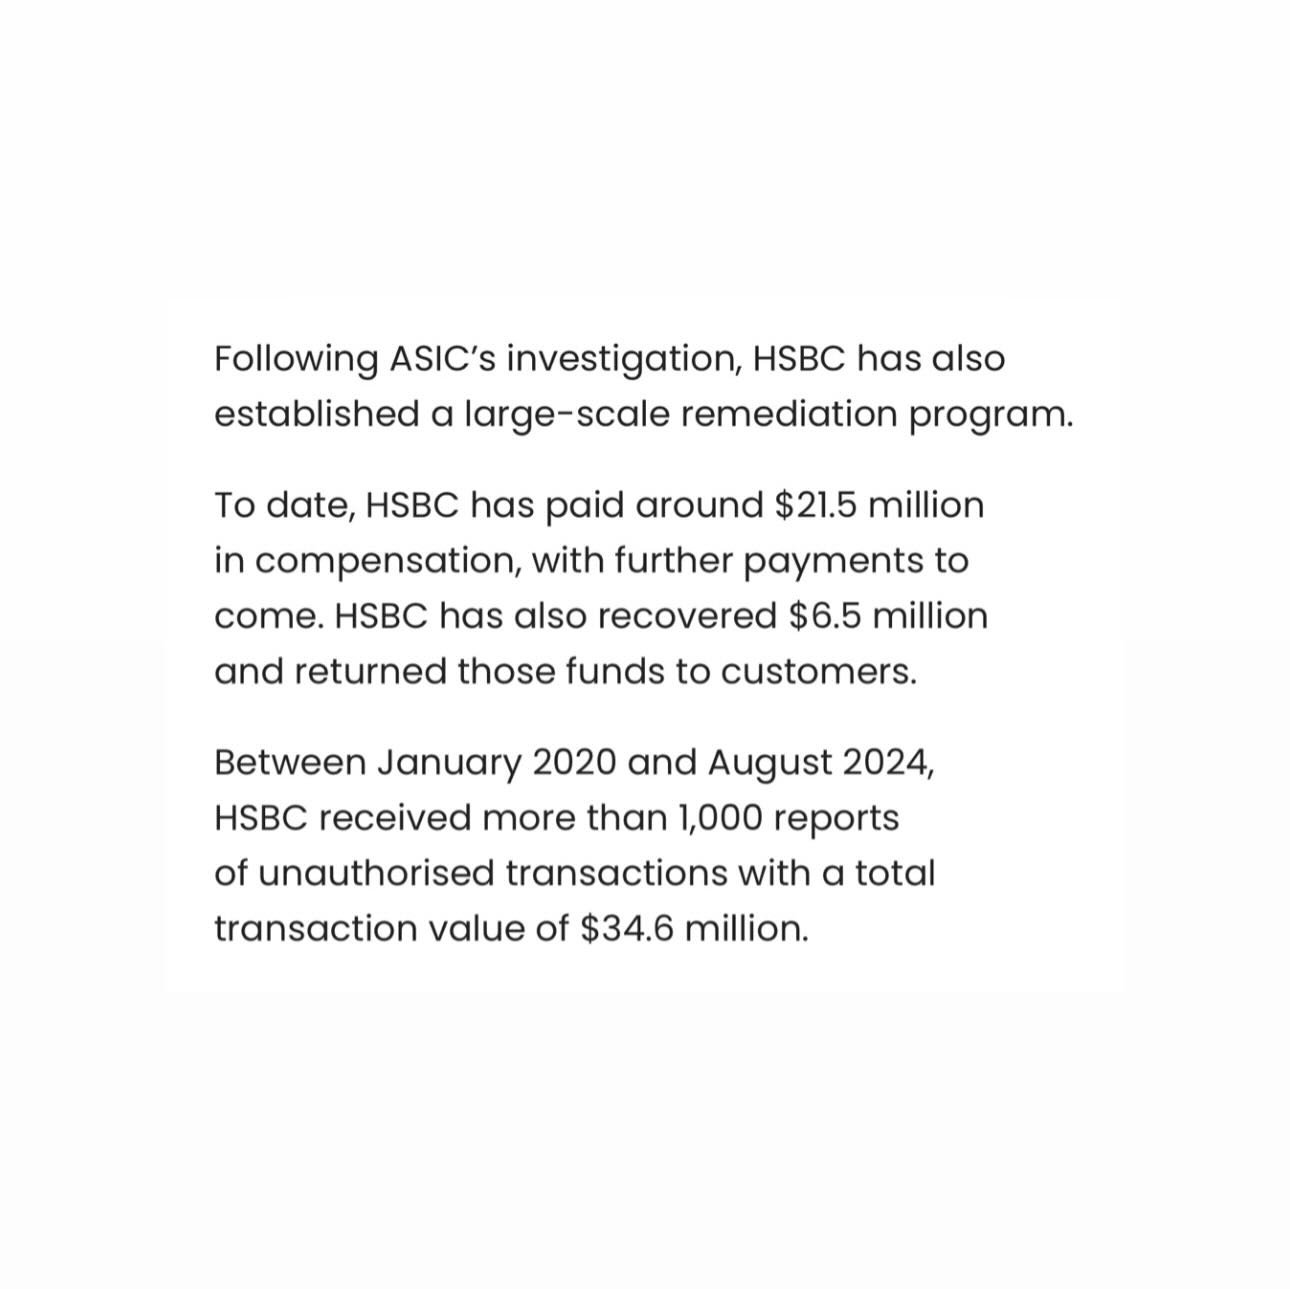 Following ASIC’s investigation, HSBC has also
established a large-scale remediation program.
To date, HSBC has paid around $21.5 million
in compensation, with further payments to
come. HSBC has also recovered $6.5 million
and returned those funds to customers.
Between January 2020 and August 2024,
HSBC received more than 1,000 reports
of unauthorised transactions with a total
transaction value of $34.6 million.